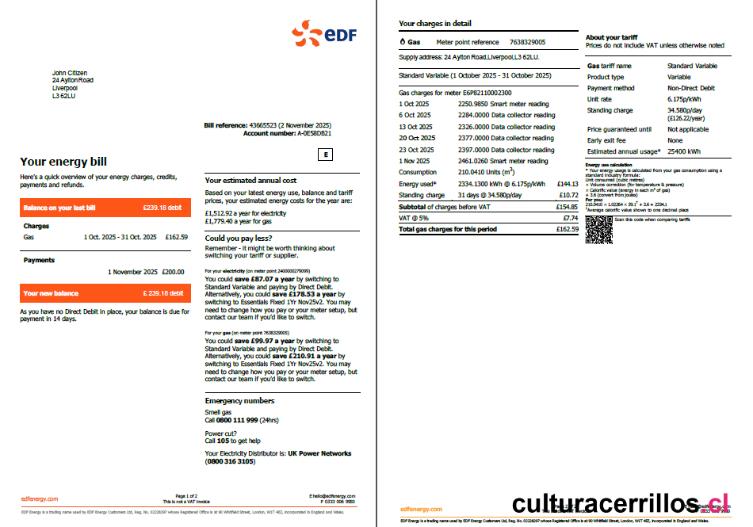 edf
John Citizen
24 Aylton Road
Liverpool
L3 62LU
Bill reference: 43665523 (2 November 2025)
Account number: A-0E58DB21
E
Your energy bill
Here's a quick overview of your energy charges, credits,
payments and refunds.
Balance on your last bill £239.18 debit
Charges
Gas 1 Oct. 2025 - 31 Oct. 2025 £162.59
Payments
1 November 2025 £200.00
Your new balance £ 239.18 debit
As you have no Direct Debit in place, your balance is due for
payment in 14 days.
Your estimated annual cost
Based on your latest energy use, balance and tariff
prices, your estimated energy costs for the year are:
£1,512.92 a year for electricity
£1,779.40 a year for gas
Could you pay less?
Remember - it might be worth thinking about
switching your tariff or supplier.
For your electricity (on meter point
You could save £87.07 a year by switching to
Standard Variable and paying by Direct Debit.
Alternatively, you could save £178.53 a year by
switching to Essentials Fixed 1Yr Nov25v2. You may
need to change how you pay or your meter setup, but
contact our team if you'd like to switch.
For your gas (on meter point 7638329005)
You could save £99.97 a year by switching to
Standard Variable and paying by Direct Debit.
Alternatively, you could save £210.91 a year by
switching to Essentials Fixed 1Yr Nov25v2. You may
need to change how you pay or your meter setup, but
contact our team if you'd like to switch.
Emergency numbers
Smell gas
Call 0800 111 999 (24hrs)
Power cut?
Call 105 to get help
Your Electricity Distributor is: UK Power Networks
(0800 316 3105)
edfenergy.com
Page 1 of 2
This is not a VAT invoice
E hello@edfenergy.com
EDF Energy is a trading name used by EDF Energy Customers Ltd, Reg. No. 02228297 whose Registered Office is at 90 Whitfield Street, London, W1T 4EZ, incorporated in England and Wales.
Your charges in detail
Gas Meter point reference 7638329005
Supply address: 24 Aylton Road,Liverpool,L3 62LU.
Standard Variable (1 October 2025 - 31 October 2025)
Gas charges for meter E6P82110002300
1 Oct 2025 2250.9850 Smart meter reading
6 Oct 2025 2284.0000 Data collector reading
13 Oct 2025 2326.0000 Data collector reading
20 Oct 2025 2377.0000 Data collector reading
23 Oct 2025 2397.0000 Data collector reading
1 Nov 2025 2461.0260 Smart meter reading
Consumption 210.0410 Units (m³)
Energy used* 2334.1300 kWh @ 6.175p/kWh £144.13
Standing charge 31 days @ 34.580p/day £10.72
Subtotal of charges before VAT £154.85
VAT @ 5% £7.74
Total gas charges for this period £162.59
About your tariff
Prices do not include VAT unless otherwise noted
Gas tariff name Standard Variable
Product type Variable
Payment method Non-Direct Debit
Unit rate 6.175p/kWh
Standing charge 34.580p/day
(£126.22/year)
Price guaranteed until Not applicable
Early exit fee None
Estimated annual usage* 25400 kWh
Energy use calculation
* Your energy usage is calculated from your gas consumption using a
standard industry formula:
Unit consumed (cubic metres)
× Volume correction (for temperature & pressure)
× Calorific value (energy in each m³ of gas)
÷ 3.6 (convert from joules)
For you:
*Average calorific value shown to one decimal place
Scan this code when comparing tariffs
edfenergy.com
culturacerrillos.cl
EDF Energy is a trading name used by EDF Energy Customers Ltd, Reg. No. 02228297 whose Registered Office is at 90 Whitfield Street, London, W1T 4EZ, incorporated in England and Wales.